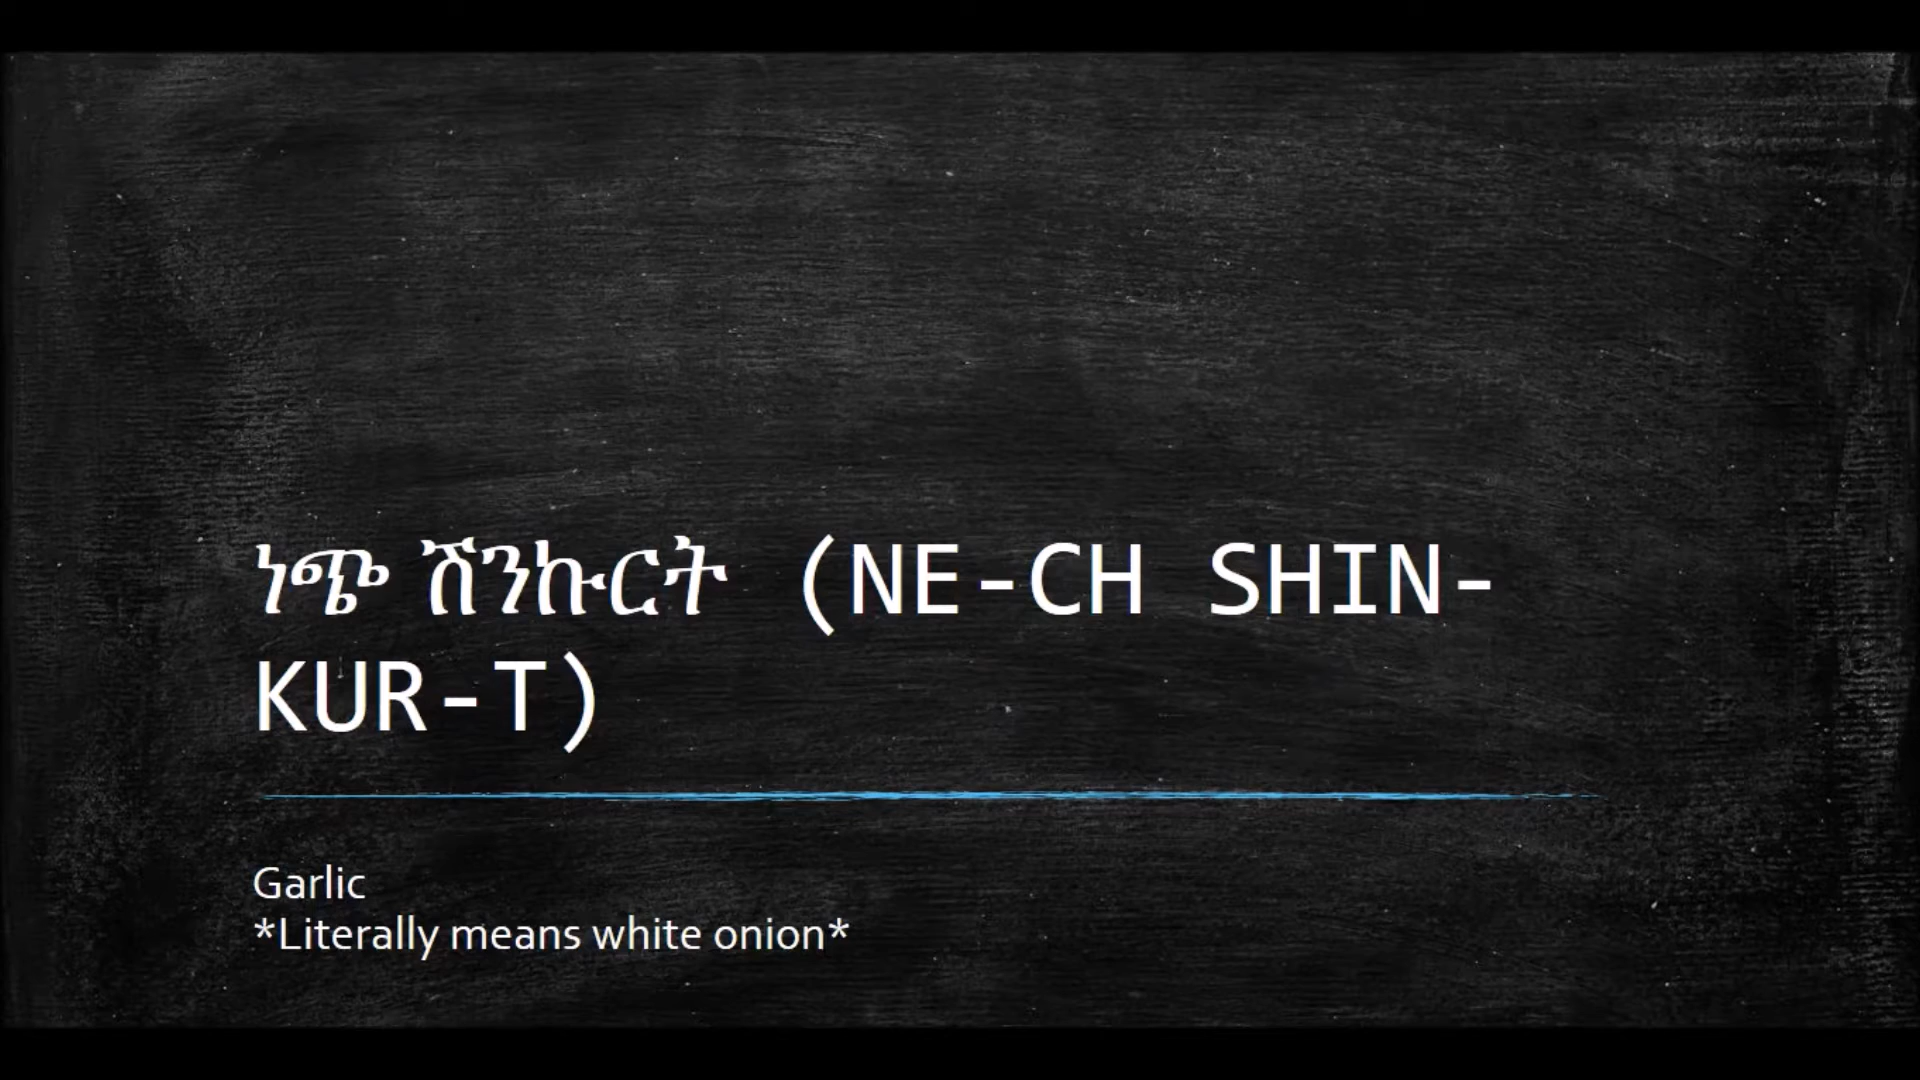 ነጭ ሽንኩርት (NE-CH SHIN-
KUR-T)
Garlic
*Literally means white onion*